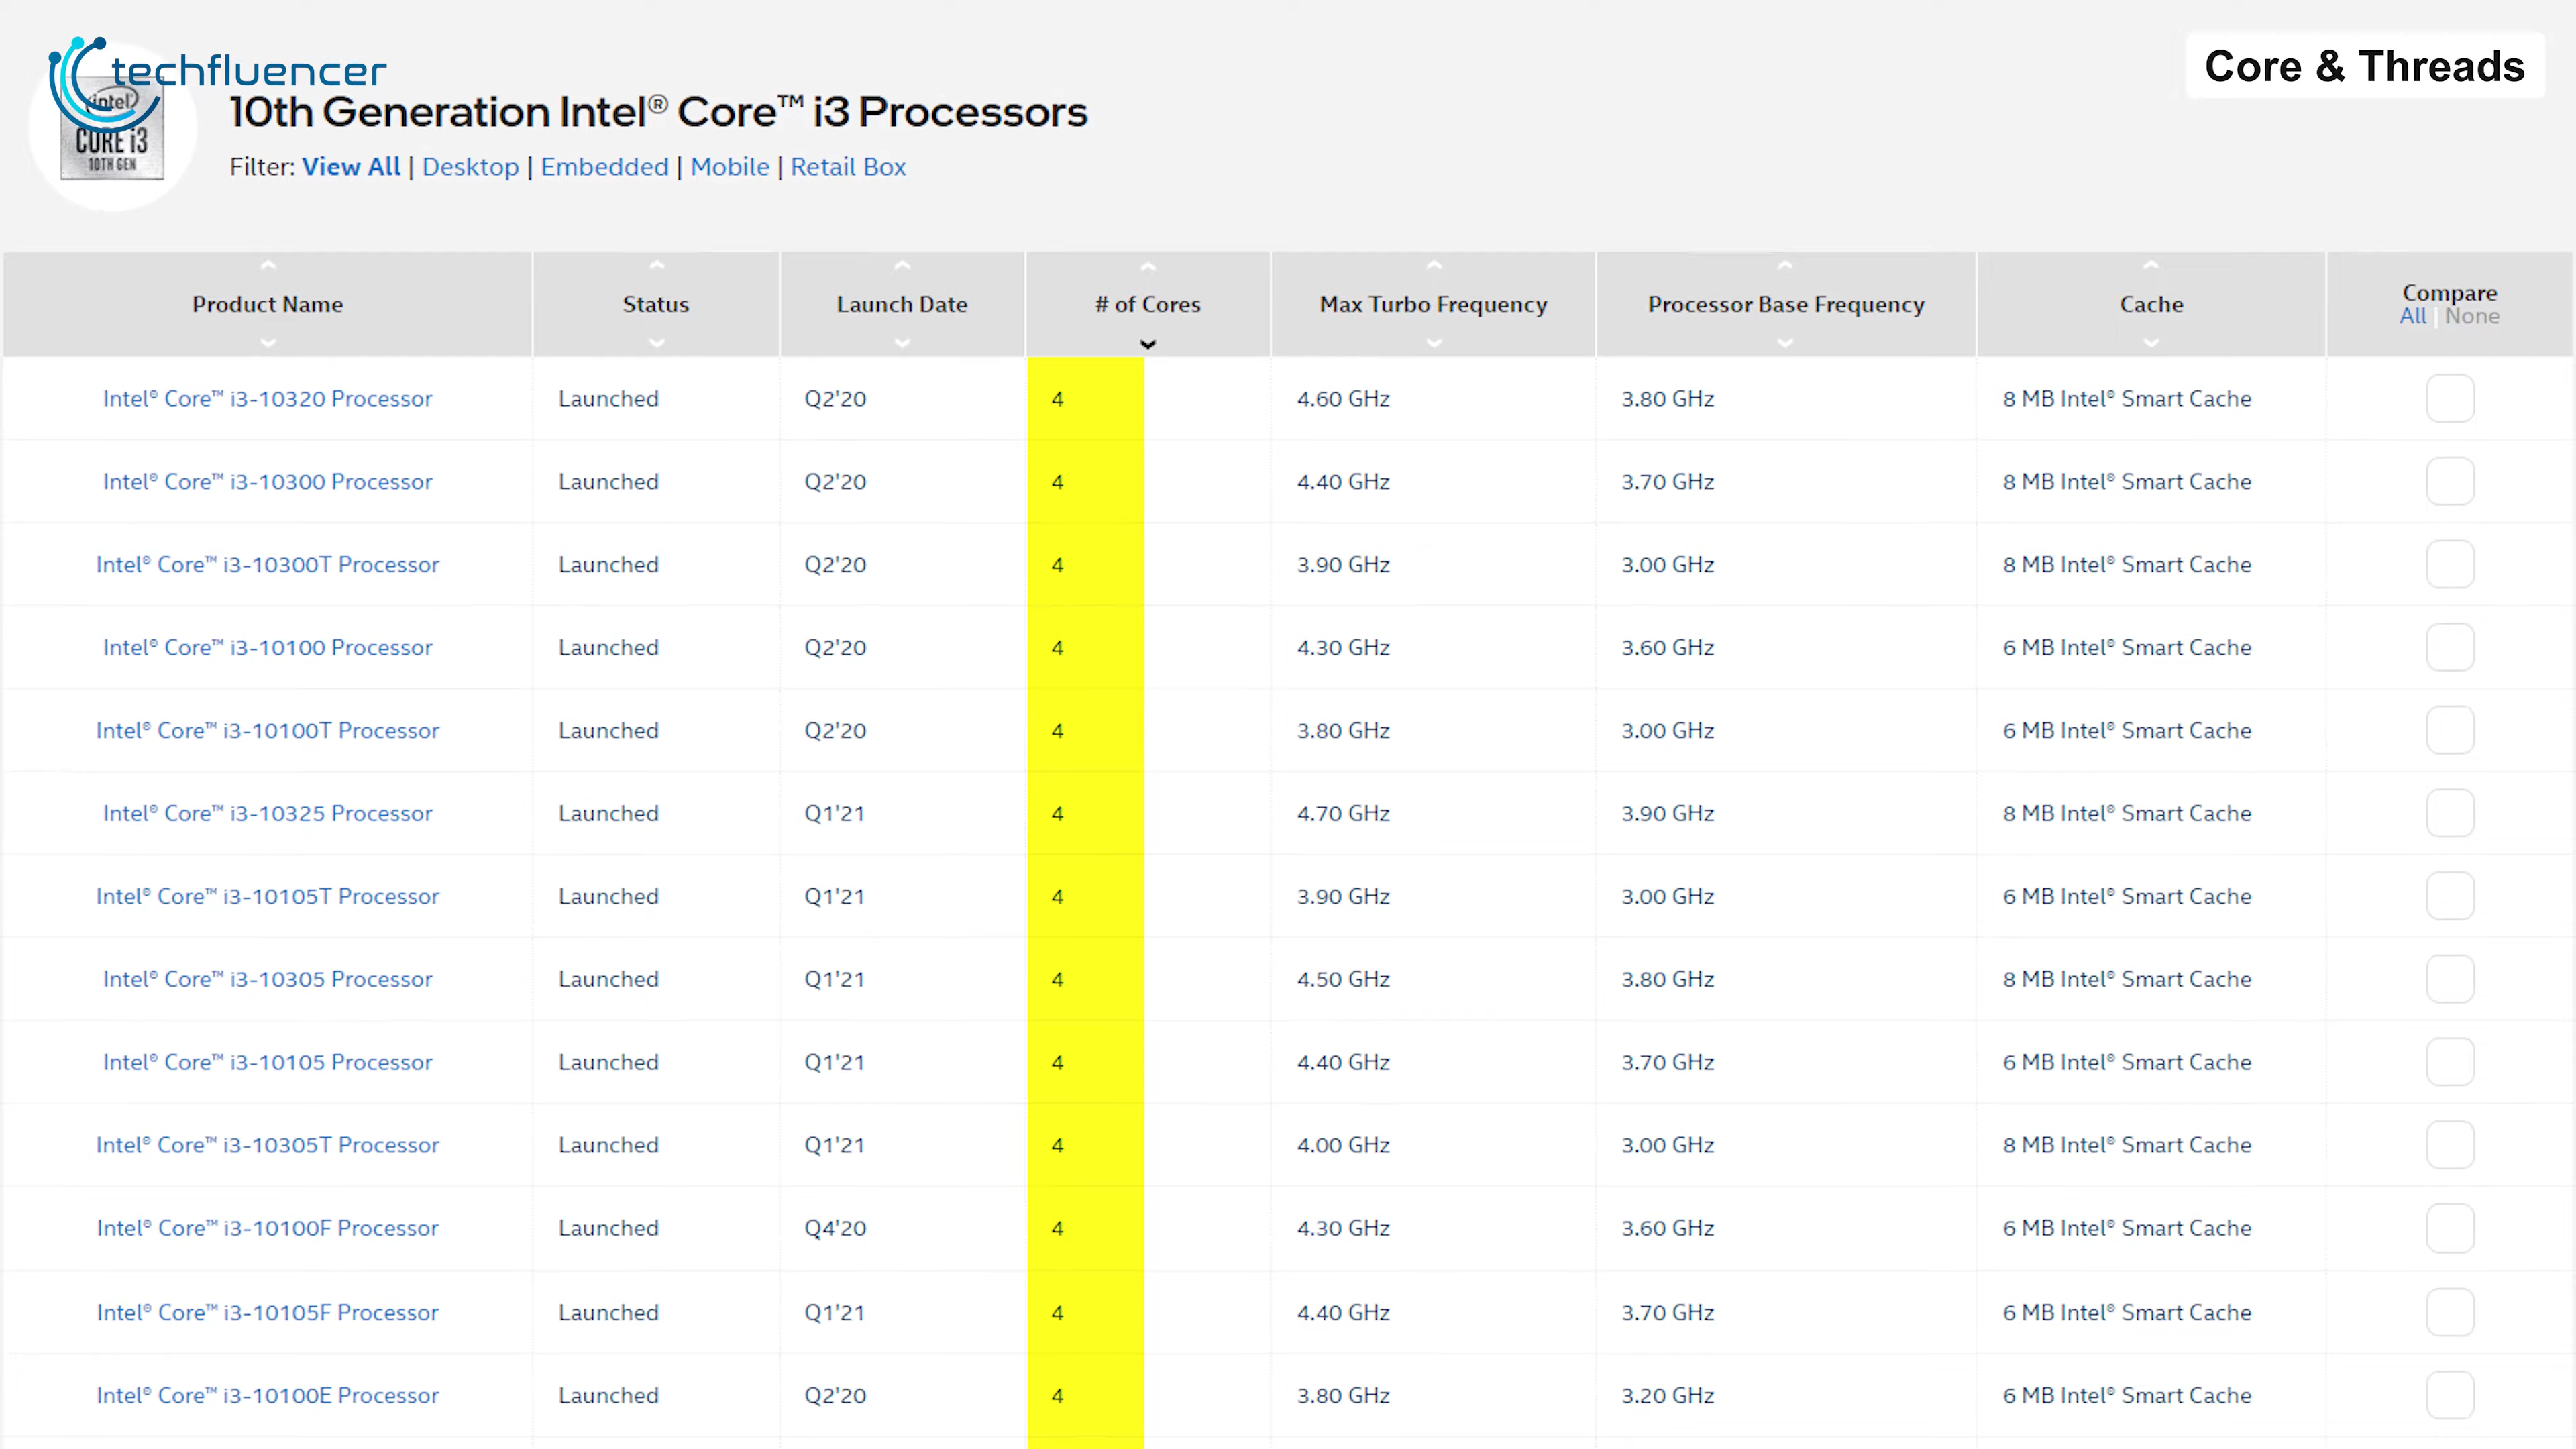 techfluencer
Core & Threads
intel
CORE i3
10TH GEN
10th Generation Intel® Core™ i3 Processors
Filter: View All | Desktop | Embedded | Mobile | Retail Box
Product Name Status Launch Date # of Cores Max Turbo Frequency Processor Base Frequency Cache Compare
All | None
Intel® Core™ i3-10320 Processor Launched Q2'20 4 4.60 GHz 3.80 GHz 8 MB Intel® Smart Cache
Intel® Core™ i3-10300 Processor Launched Q2'20 4 4.40 GHz 3.70 GHz 8 MB Intel® Smart Cache
Intel® Core™ i3-10300T Processor Launched Q2'20 4 3.90 GHz 3.00 GHz 8 MB Intel® Smart Cache
Intel® Core™ i3-10100 Processor Launched Q2'20 4 4.30 GHz 3.60 GHz 6 MB Intel® Smart Cache
Intel® Core™ i3-10100T Processor Launched Q2'20 4 3.80 GHz 3.00 GHz 6 MB Intel® Smart Cache
Intel® Core™ i3-10325 Processor Launched Q1'21 4 4.70 GHz 3.90 GHz 8 MB Intel® Smart Cache
Intel® Core™ i3-10105T Processor Launched Q1'21 4 3.90 GHz 3.00 GHz 6 MB Intel® Smart Cache
Intel® Core™ i3-10305 Processor Launched Q1'21 4 4.50 GHz 3.80 GHz 8 MB Intel® Smart Cache
Intel® Core™ i3-10105 Processor Launched Q1'21 4 4.40 GHz 3.70 GHz 6 MB Intel® Smart Cache
Intel® Core™ i3-10305T Processor Launched Q1'21 4 4.00 GHz 3.00 GHz 8 MB Intel® Smart Cache
Intel® Core™ i3-10100F Processor Launched Q4'20 4 4.30 GHz 3.60 GHz 6 MB Intel® Smart Cache
Intel® Core™ i3-10105F Processor Launched Q1'21 4 4.40 GHz 3.70 GHz 6 MB Intel® Smart Cache
Intel® Core™ i3-10100E Processor Launched Q2'20 4 3.80 GHz 3.20 GHz 6 MB Intel® Smart Cache